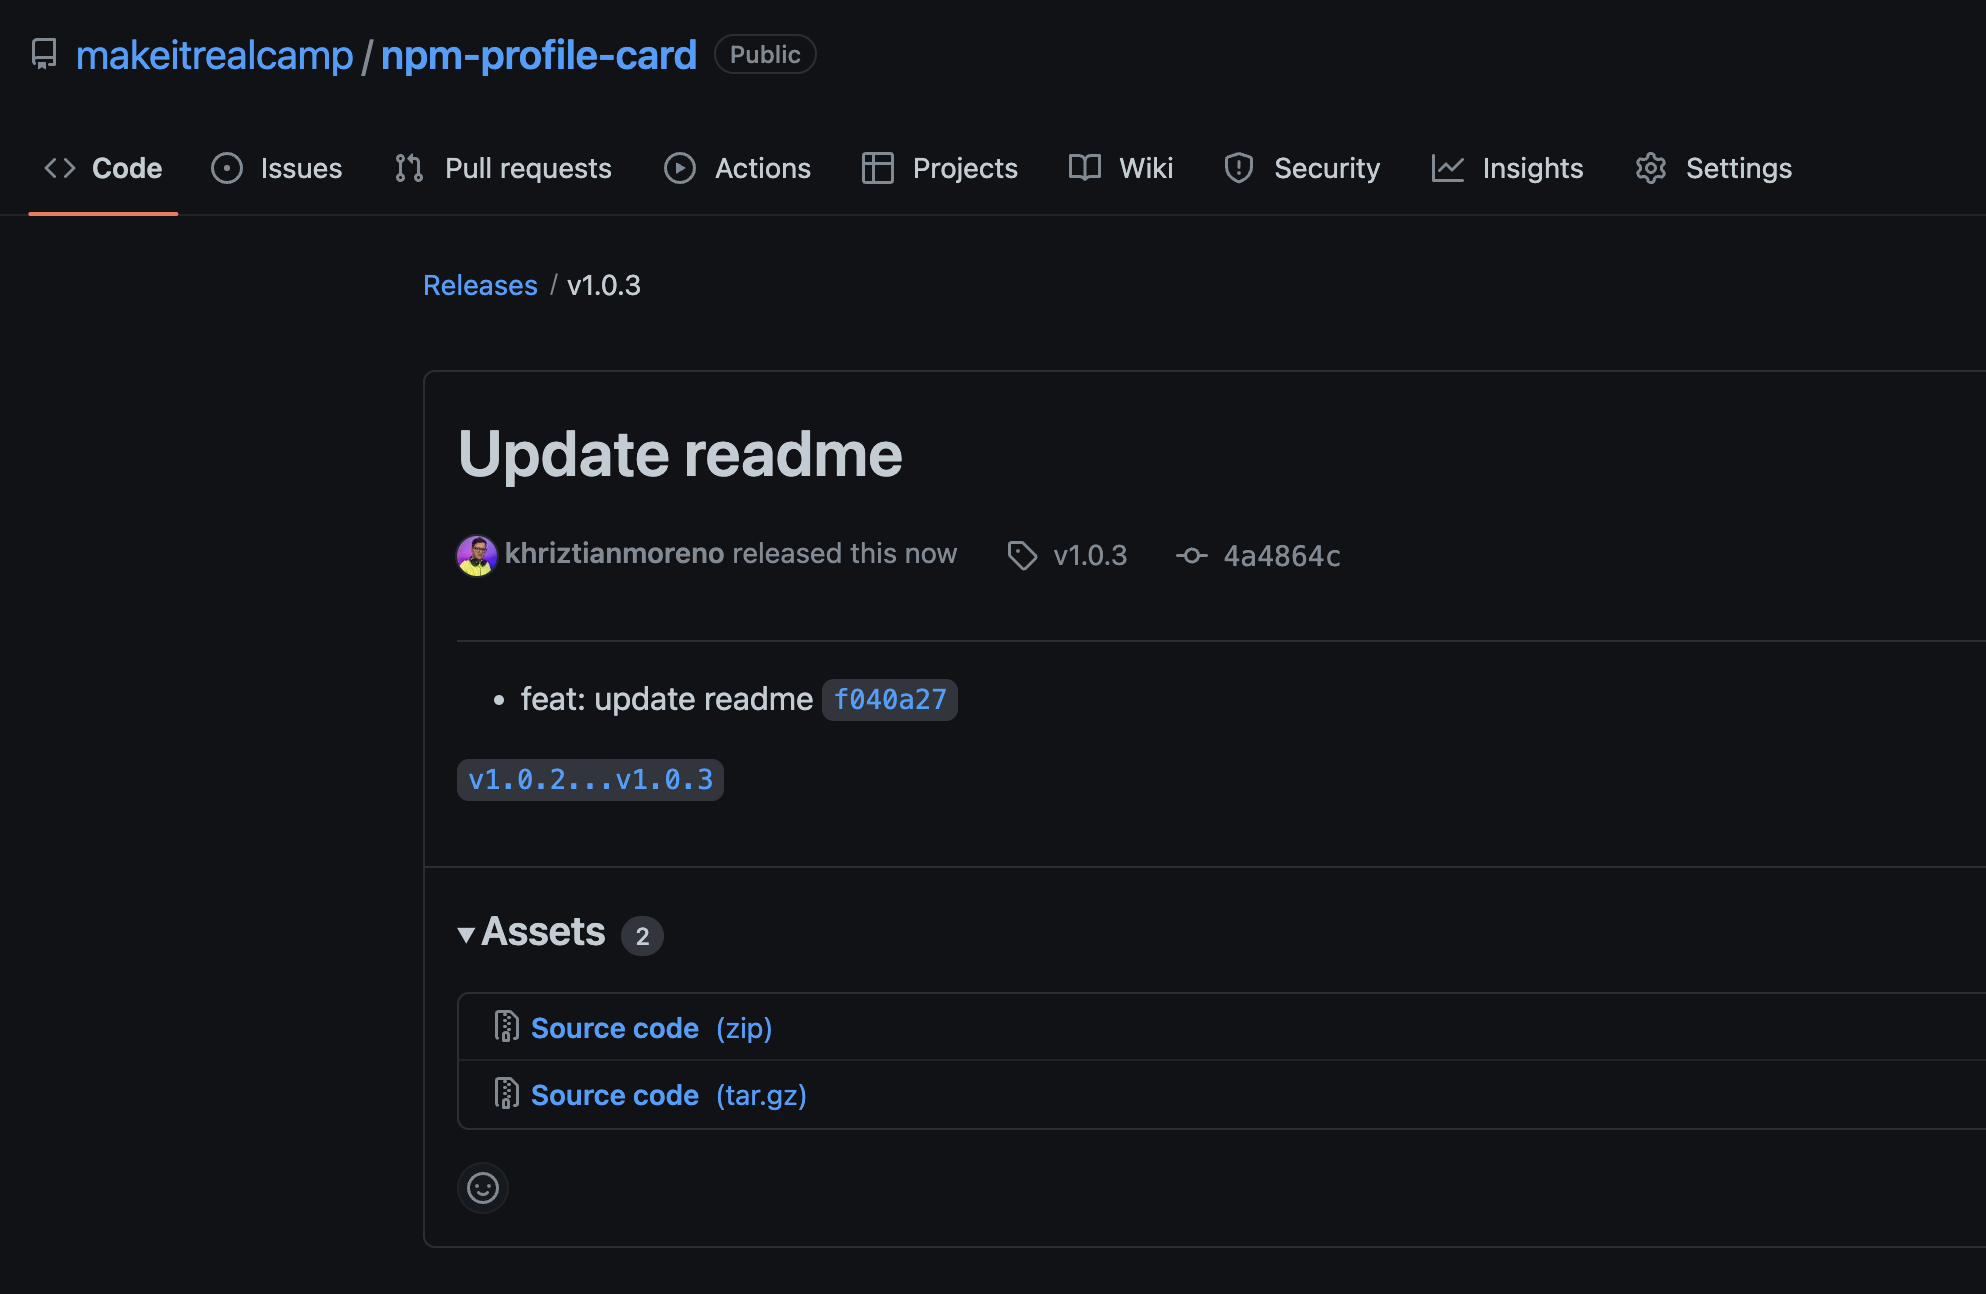 makeitrealcamp / npm-profile-card Public
Code Issues Pull requests Actions Projects Wiki Security Insights Settings
Releases / v1.0.3
Update readme
khriztianmoreno released this now v1.0.3 4a4864c
• feat: update readme f040a27
v1.0.2...v1.0.3
Assets 2
Source code (zip)
Source code (tar.gz)